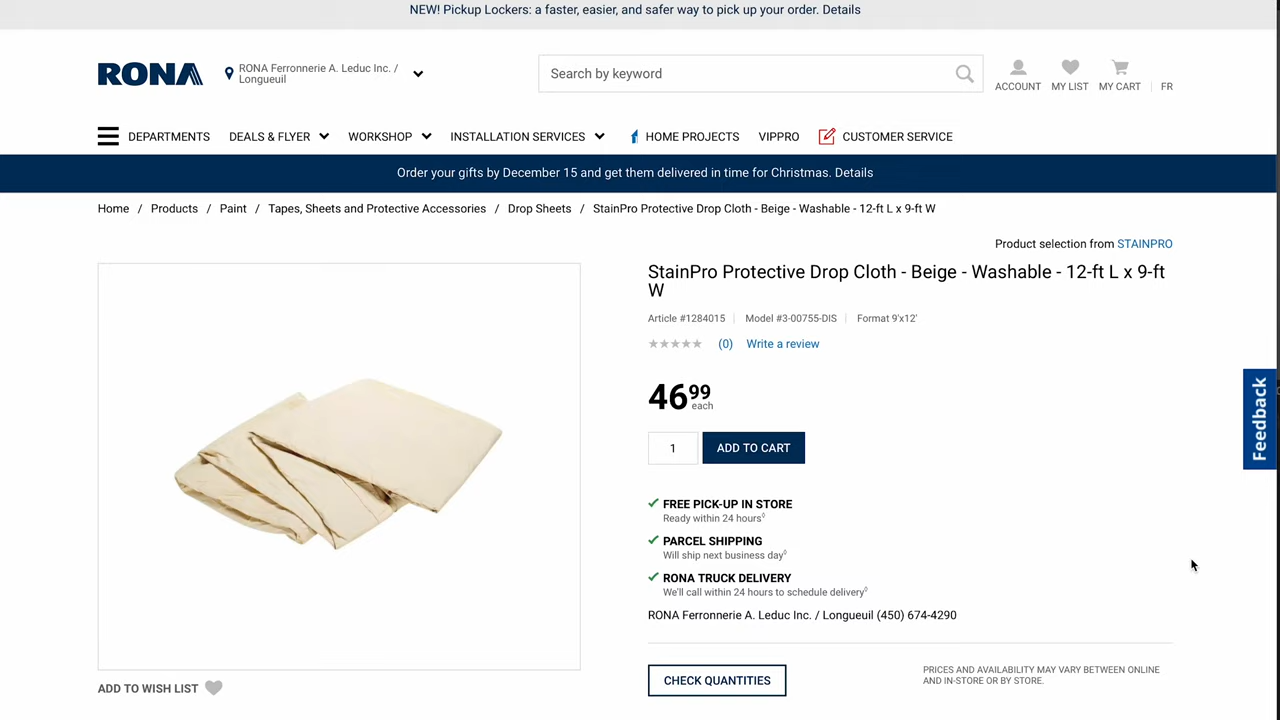 NEW! Pickup Lockers: a faster, easier, and safer way to pick up your order. Details
RONA
RONA Ferronnerie A. Leduc Inc. /
Longueuil
Search by keyword
ACCOUNT
MY LIST
MY CART
FR
DEPARTMENTS
DEALS & FLYER
WORKSHOP
INSTALLATION SERVICES
HOME PROJECTS
VIPPRO
CUSTOMER SERVICE
Order your gifts by December 15 and get them delivered in time for Christmas. Details
Home / Products / Paint / Tapes, Sheets and Protective Accessories / Drop Sheets / StainPro Protective Drop Cloth - Beige - Washable - 12-ft L x 9-ft W
Product selection from STAINPRO
StainPro Protective Drop Cloth - Beige - Washable - 12-ft L x 9-ft
W
Article #1284015 | Model #3-00755-DIS | Format 9'x12'
(0) Write a review
46 99
each
1
ADD TO CART
FREE PICK-UP IN STORE
Ready within 24 hours◊
PARCEL SHIPPING
Will ship next business day◊
RONA TRUCK DELIVERY
We'll call within 24 hours to schedule delivery◊
RONA Ferronnerie A. Leduc Inc. / Longueuil (450) 674-4290
CHECK QUANTITIES
PRICES AND AVAILABILITY MAY VARY BETWEEN ONLINE
AND IN-STORE OR BY STORE.
ADD TO WISH LIST
Feedback